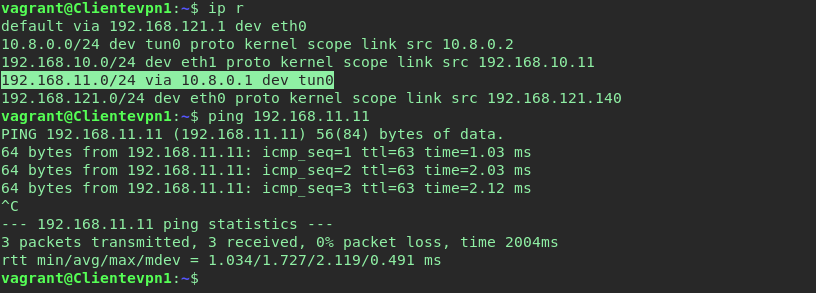 vagrant@Clientevpn1:~$ ip r
default via 192.168.121.1 dev eth0
10.8.0.0/24 dev tun0 proto kernel scope link src 10.8.0.2
192.168.10.0/24 dev eth1 proto kernel scope link src 192.168.10.11
192.168.11.0/24 via 10.8.0.1 dev tun0
192.168.121.0/24 dev eth0 proto kernel scope link src 192.168.121.140
vagrant@Clientevpn1:~$ ping 192.168.11.11
PING 192.168.11.11 (192.168.11.11) 56(84) bytes of data.
64 bytes from 192.168.11.11: icmp_seq=1 ttl=63 time=1.03 ms
64 bytes from 192.168.11.11: icmp_seq=2 ttl=63 time=2.03 ms
64 bytes from 192.168.11.11: icmp_seq=3 ttl=63 time=2.12 ms
^C
--- 192.168.11.11 ping statistics ---
3 packets transmitted, 3 received, 0% packet loss, time 2004ms
rtt min/avg/max/mdev = 1.034/1.727/2.119/0.491 ms
vagrant@Clientevpn1:~$